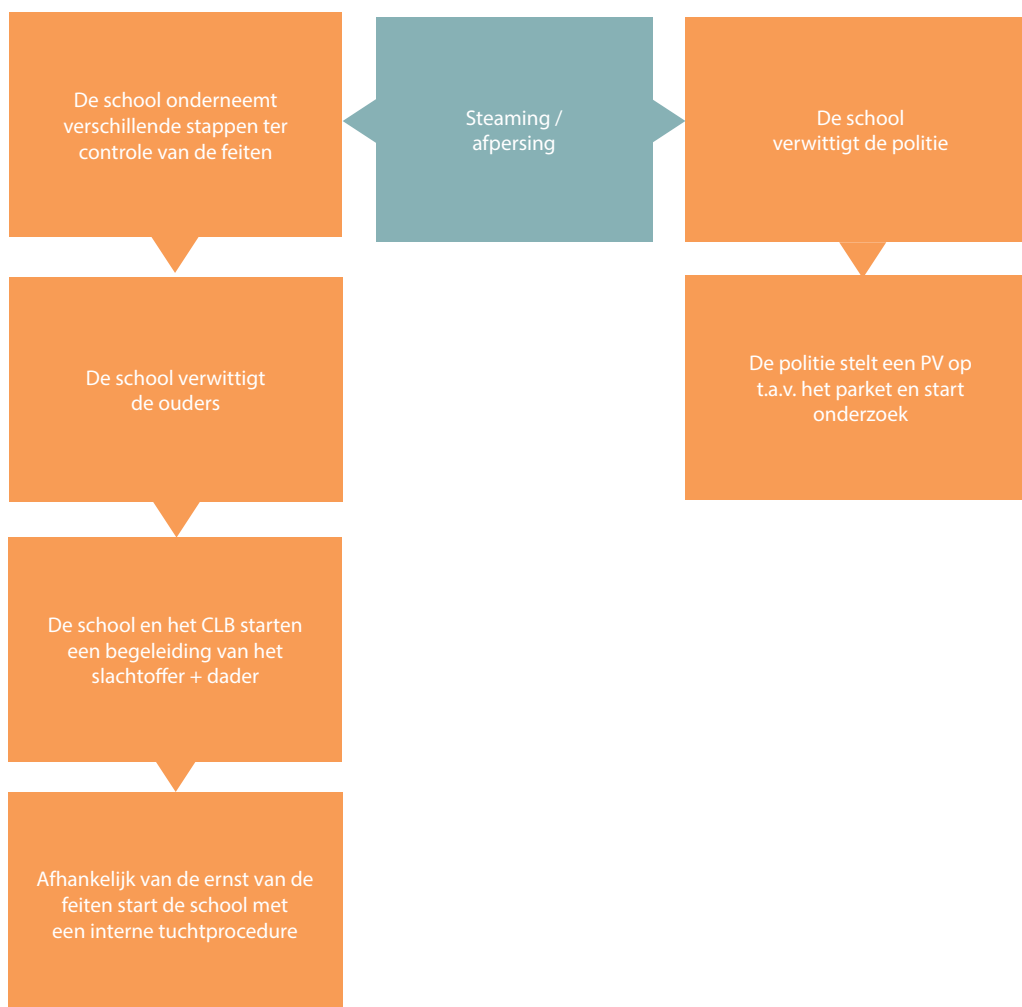 De school onderneemt
verschillende stappen ter
controle van de feiten
Steaming /
afpersing
De school
verwittigt de politie
De school verwittigt
de ouders
De politie stelt een PV op
t.a.v. het parket en start
onderzoek
De school en het CLB starten
een begeleiding van het
slachtoffer + dader
Afhankelijk van de ernst van de
feiten start de school met
een interne tuchtprocedure